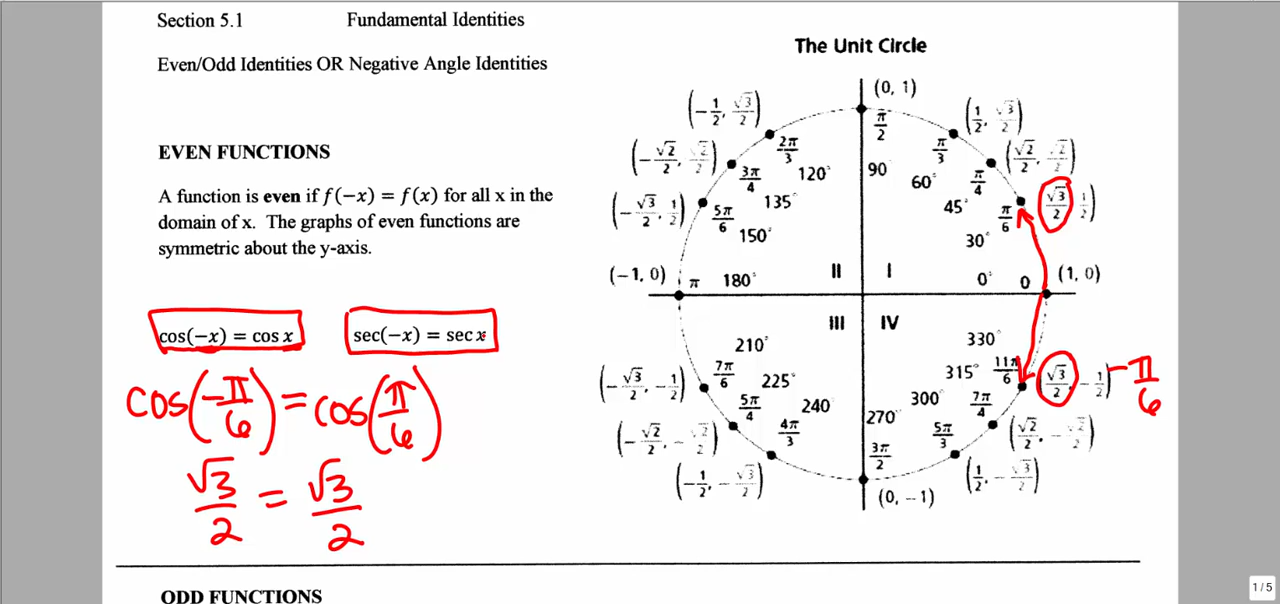 Section 5.1 Fundamental Identities
Even/Odd Identities OR Negative Angle Identities
EVEN FUNCTIONS
A function is even if f(−x) = f(x) for all x in the
domain of x. The graphs of even functions are
symmetric about the y-axis.
cos(−x) = cos x sec(−x) = sec x
cos(−π/6) = cos(π/6)
√3/2 = √3/2
ODD FUNCTIONS
The Unit Circle
(0, 1)
(−1/2, √3/2) (1/2, √3/2)
2π/3 π/2 π/3
(−√2/2, √2/2) (√2/2, √2/2)
3π/4 120° 90° 60° π/4
(−√3/2, 1/2) 135° 45° (√3/2, 1/2)
5π/6 150° 30° π/6
(−1, 0) π 180° II I 0° 0 (1, 0)
III IV
210° 330°
7π/6 225° 315° 11π/6
(−√3/2, −1/2) (√3/2, −1/2) −π/6
5π/4 240° 270° 300° 7π/4
(−√2/2, −√2/2) (√2/2, −√2/2)
4π/3 3π/2 5π/3
(−1/2, −√3/2) (1/2, −√3/2)
(0, −1)
1/5